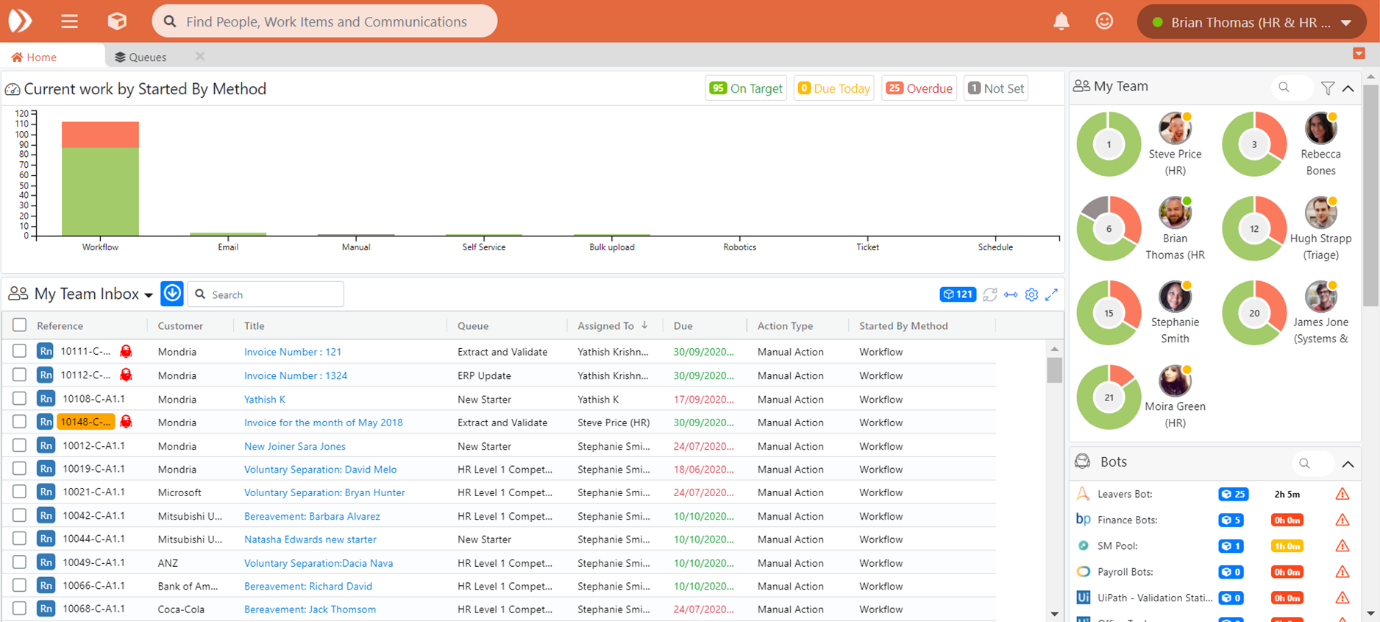 Find People, Work Items and Communications
Brian Thomas (HR & HR ...
Home
Queues
Current work by Started By Method
95 On Target
0 Due Today
25 Overdue
1 Not Set
120
110
100
90
80
70
60
50
40
30
20
10
0
Workflow Email Manual Self Service Bulk upload Robotics Ticket Schedule
My Team Inbox
Search
121
Reference Customer Title Queue Assigned To Due Action Type Started By Method
Rn 10111-C-... Mondria Invoice Number : 121 Extract and Validate Yathish Krishn... 30/09/2020... Manual Action Workflow
Rn 10112-C-... Mondria Invoice Number : 1324 ERP Update Yathish Krishn... 30/09/2020... Manual Action Workflow
Rn 10108-C-A1.1 Mondria Yathish K New Starter Yathish K 17/09/2020... Manual Action Workflow
Rn 10148-C-... Mondria Invoice for the month of May 2018 Extract and Validate Steve Price (HR) 30/09/2020... Manual Action Workflow
Rn 10012-C-A1.1 Mondria New Joiner Sara Jones New Starter Stephanie Smi... 24/07/2020... Manual Action Workflow
Rn 10019-C-A1.1 Mondria Voluntary Separation: David Melo HR Level 1 Compet... Stephanie Smi... 18/06/2020... Manual Action Workflow
Rn 10021-C-A1.1 Microsoft Voluntary Separation: Bryan Hunter HR Level 1 Compet... Stephanie Smi... 24/07/2020... Manual Action Workflow
Rn 10042-C-A1.1 Mitsubishi U... Bereavement: Barbara Alvarez HR Level 1 Compet... Stephanie Smi... 10/10/2020... Manual Action Workflow
Rn 10044-C-A1.1 Mitsubishi U... Natasha Edwards new starter New Starter Stephanie Smi... 10/10/2020... Manual Action Workflow
Rn 10049-C-A1.1 ANZ Voluntary Separation:Dacia Nava HR Level 1 Compet... Stephanie Smi... 10/10/2020... Manual Action Workflow
Rn 10066-C-A1.1 Bank of Am... Bereavement: Richard David HR Level 1 Compet... Stephanie Smi... 10/10/2020... Manual Action Workflow
Rn 10068-C-A1.1 Coca-Cola Bereavement: Jack Thomsom HR Level 1 Compet... Stephanie Smi... 24/07/2020... Manual Action Workflow
My Team
1
Steve Price
(HR)
3
Rebecca
Bones
6
Brian
Thomas (HR
12
Hugh Strapp
(Triage)
15
Stephanie
Smith
20
James Jone
(Systems &
21
Moira Green
(HR)
Bots
Leavers Bot: 25 2h 5m
bp Finance Bots: 5 0h 0m
SM Pool: 1 1h 0m
Payroll Bots: 0 0h 0m
Ui UiPath - Validation Stati... 0 0h 0m